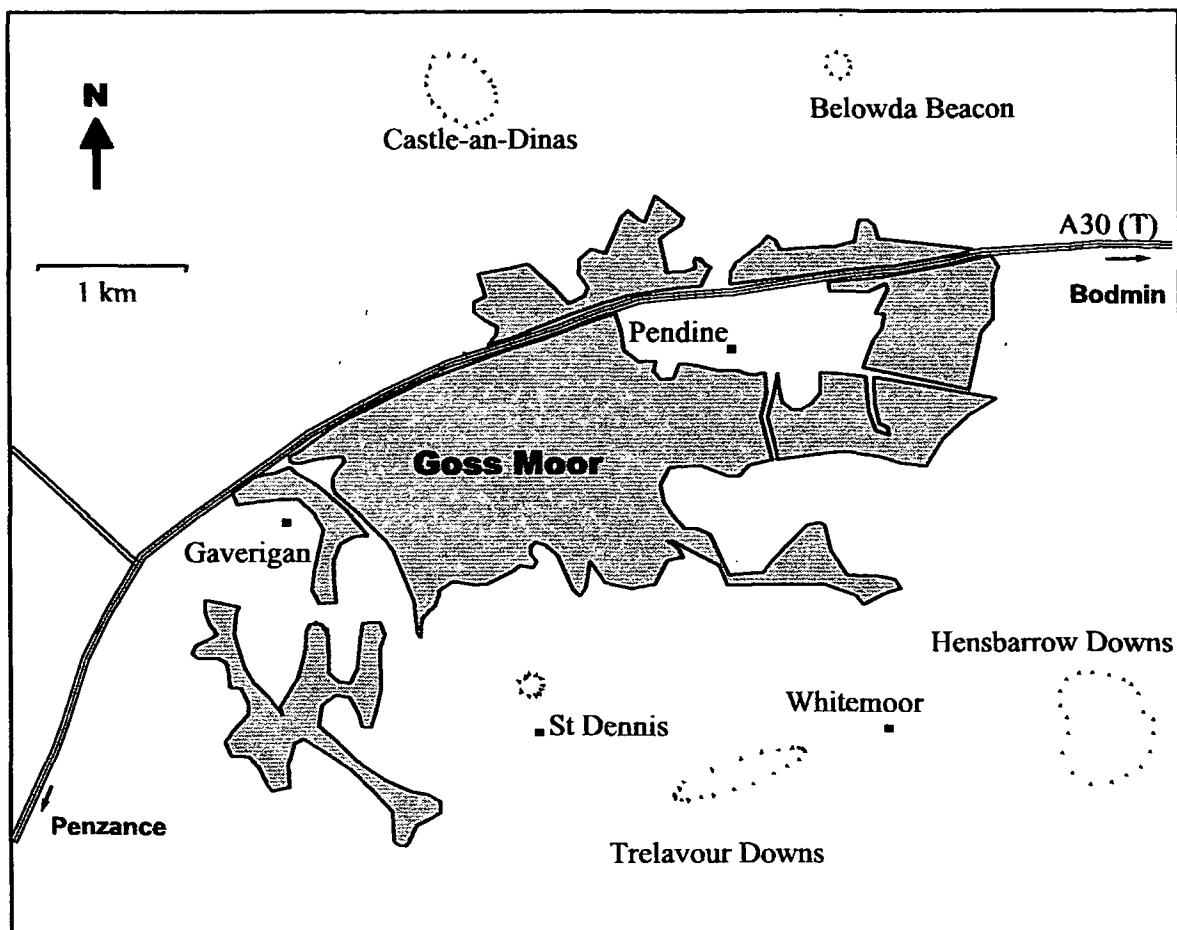 N
Castle-an-Dinas
Belowda Beacon
A30 (T)
1 km
Bodmin
Pendine
Goss Moor
Gaverigan
Hensbarrow Downs
Whitemoor
St Dennis
Penzance
Trelavour Downs